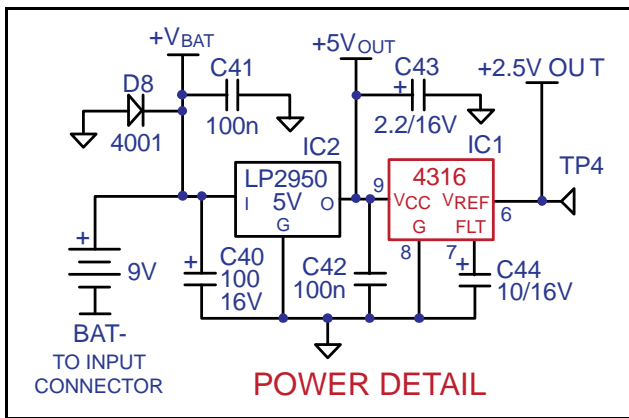 +VBAT
+5VOUT
+2.5V OUT
D8
4001
C41
100n
+
C43
2.2/16V
IC2
LP2950
5V
I
O
G
IC1
4316
9
VCC
VREF
6
G
FLT
8
7
TP4
+
9V
+
C40
100
16V
C42
100n
+
C44
10/16V
BAT-
TO INPUT
CONNECTOR
POWER DETAIL